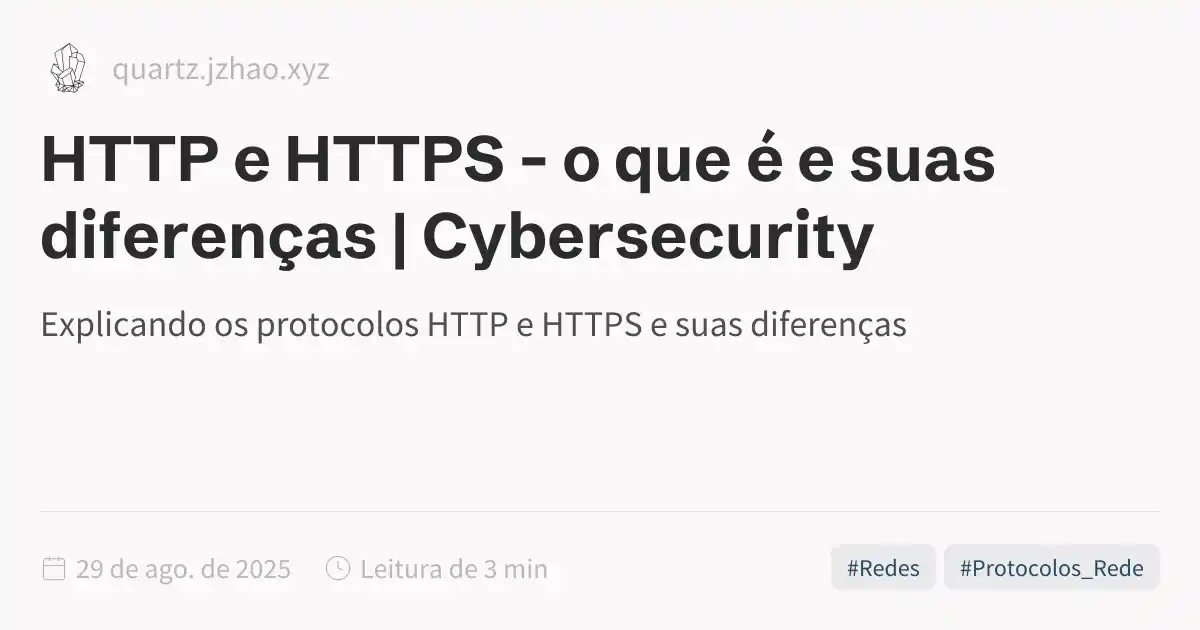 quartz.jzhao.xyz
HTTP e HTTPS - o que é e suas
diferenças | Cybersecurity
Explicando os protocolos HTTP e HTTPS e suas diferenças
29 de ago. de 2025 Leitura de 3 min #Redes #Protocolos_Rede